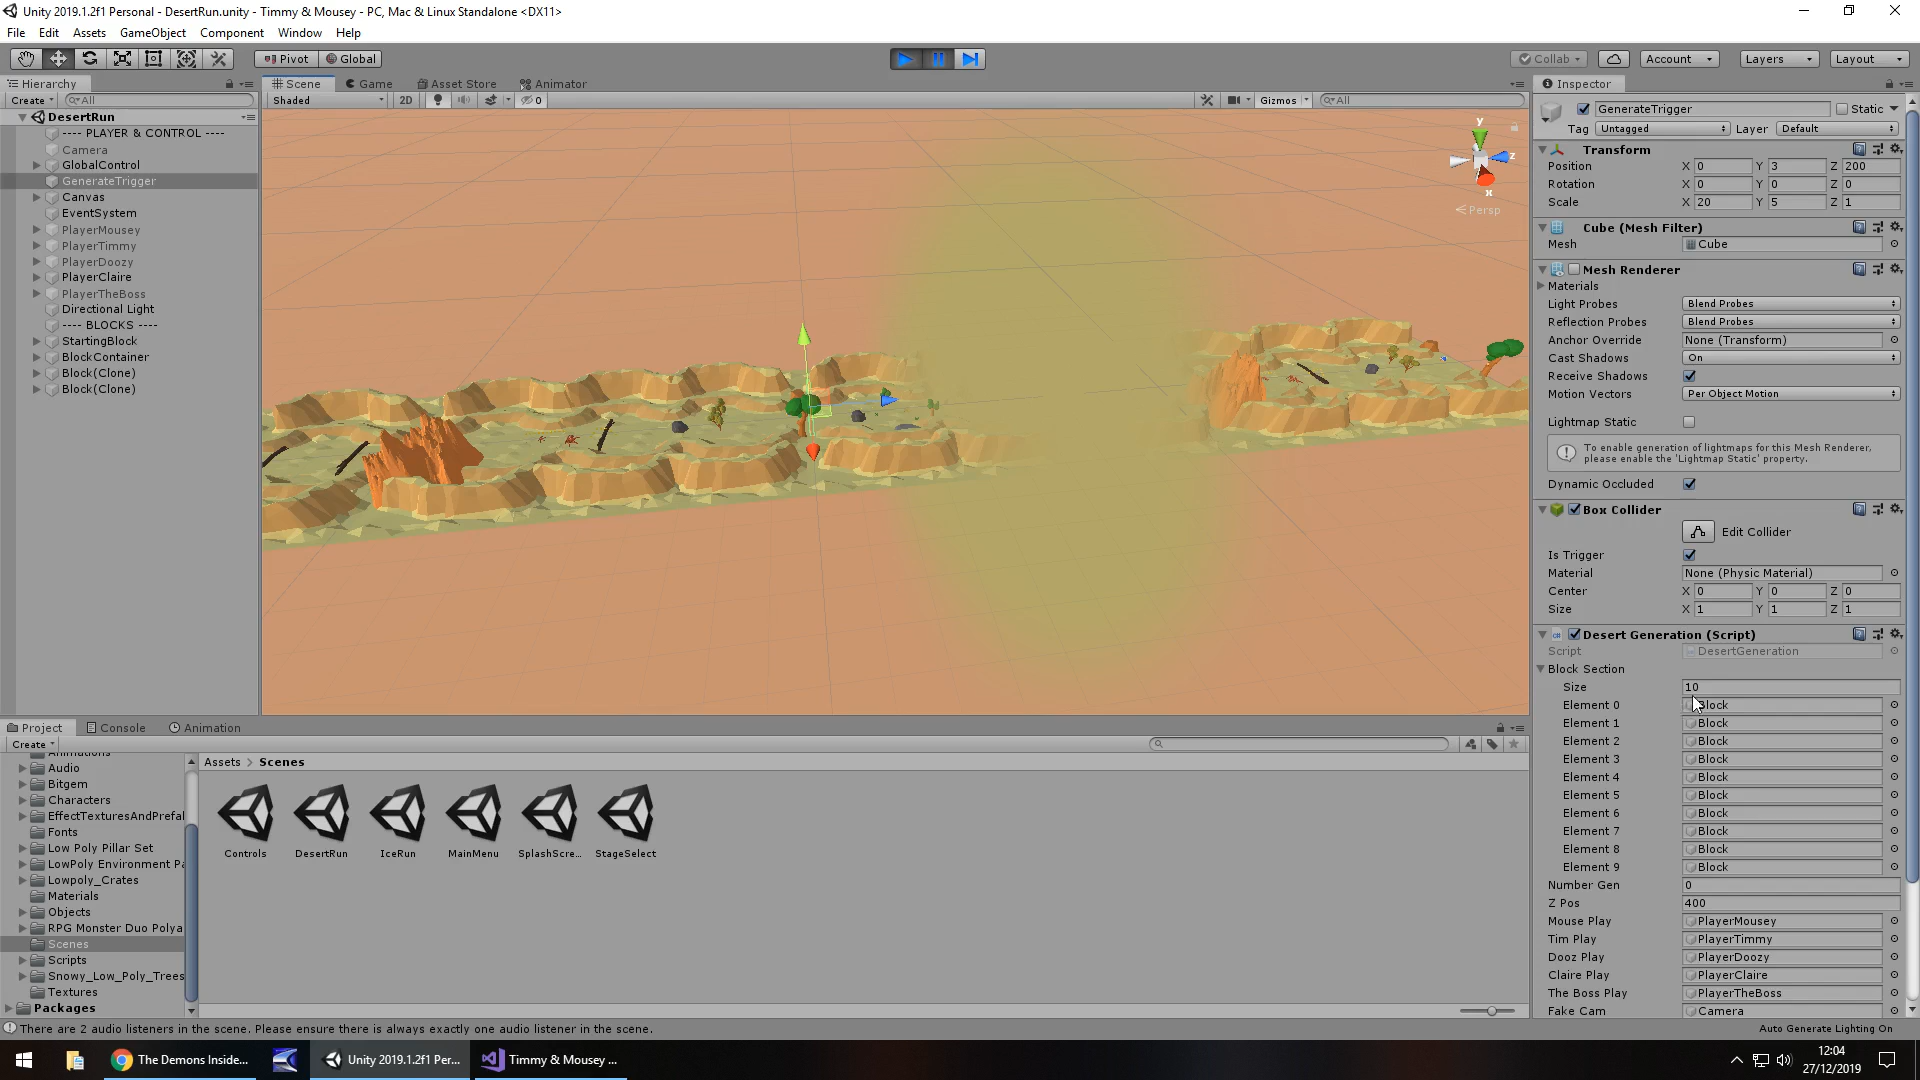 Unity 2019.1.2f1 Personal - DesertRun.unity - Timmy & Mousey - PC, Mac & Linux Standalone <DX11>
File Edit Assets GameObject Component Window Help
Pivot Global
Collab Account Layers Layout
Hierarchy
Create All
DesertRun
---- PLAYER & CONTROL ----
Camera
GlobalControl
GenerateTrigger
Canvas
EventSystem
PlayerMousey
PlayerTimmy
PlayerDoozy
PlayerClaire
PlayerTheBoss
Directional Light
---- BLOCKS ----
StartingBlock
BlockContainer
Block(Clone)
Block(Clone)
Scene Game Asset Store Animator
Shaded 2D 0 Gizmos All
y
z
x
Persp
Inspector
GenerateTrigger Static
Tag Untagged Layer Default
Transform
Position X 0 Y 3 Z 200
Rotation X 0 Y 0 Z 0
Scale X 20 Y 5 Z 1
Cube (Mesh Filter)
Mesh Cube
Mesh Renderer
Materials
Light Probes Blend Probes
Reflection Probes Blend Probes
Anchor Override None (Transform)
Cast Shadows On
Receive Shadows
Motion Vectors Per Object Motion
Lightmap Static
To enable generation of lightmaps for this Mesh Renderer,
please enable the 'Lightmap Static' property.
Dynamic Occluded
Box Collider
Edit Collider
Is Trigger
Material None (Physic Material)
Center X 0 Y 0 Z 0
Size X 1 Y 1 Z 1
Desert Generation (Script)
Script DesertGeneration
Block Section
Size 10
Element 0 Block
Element 1 Block
Element 2 Block
Element 3 Block
Element 4 Block
Element 5 Block
Element 6 Block
Element 7 Block
Element 8 Block
Element 9 Block
Number Gen 0
Z Pos 400
Mouse Play PlayerMousey
Tim Play PlayerTimmy
Dooz Play PlayerDoozy
Claire Play PlayerClaire
The Boss Play PlayerTheBoss
Fake Cam Camera
Project Console Animation
Create
Animations
Audio
Bitgem
Characters
EffectTexturesAndPrefal
Fonts
Low Poly Pillar Set
LowPoly Environment Pa
Lowpoly_Crates
Materials
Objects
RPG Monster Duo Polya
Scenes
Scripts
Snowy_Low_Poly_Trees
Textures
Packages
Assets > Scenes
Controls DesertRun IceRun MainMenu SplashScre... StageSelect
There are 2 audio listeners in the scene. Please ensure there is always exactly one audio listener in the scene.
Auto Generate Lighting On
The Demons Inside... Unity 2019.1.2f1 Per... Timmy & Mousey ...
12:04
27/12/2019